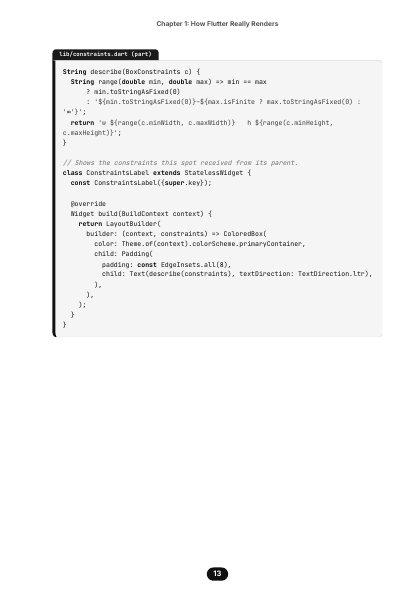 Chapter 1: How Flutter Really Renders
lib/constraints.dart (part)
String describe(BoxConstraints c) {
  String range(double min, double max) => min == max
      ? min.toStringAsFixed(0)
      : '${min.toStringAsFixed(0)}–${max.isFinite ? max.toStringAsFixed(0) :
'∞'}';
  return 'w ${range(c.minWidth, c.maxWidth)}   h ${range(c.minHeight,
c.maxHeight)}';
}

// Shows the constraints this spot received from its parent.
class ConstraintsLabel extends StatelessWidget {
  const ConstraintsLabel({super.key});

  @override
  Widget build(BuildContext context) {
    return LayoutBuilder(
      builder: (context, constraints) => ColoredBox(
        color: Theme.of(context).colorScheme.primaryContainer,
        child: Padding(
          padding: const EdgeInsets.all(8),
          child: Text(describe(constraints), textDirection: TextDirection.ltr),
        ),
      ),
    );
  }
}
13